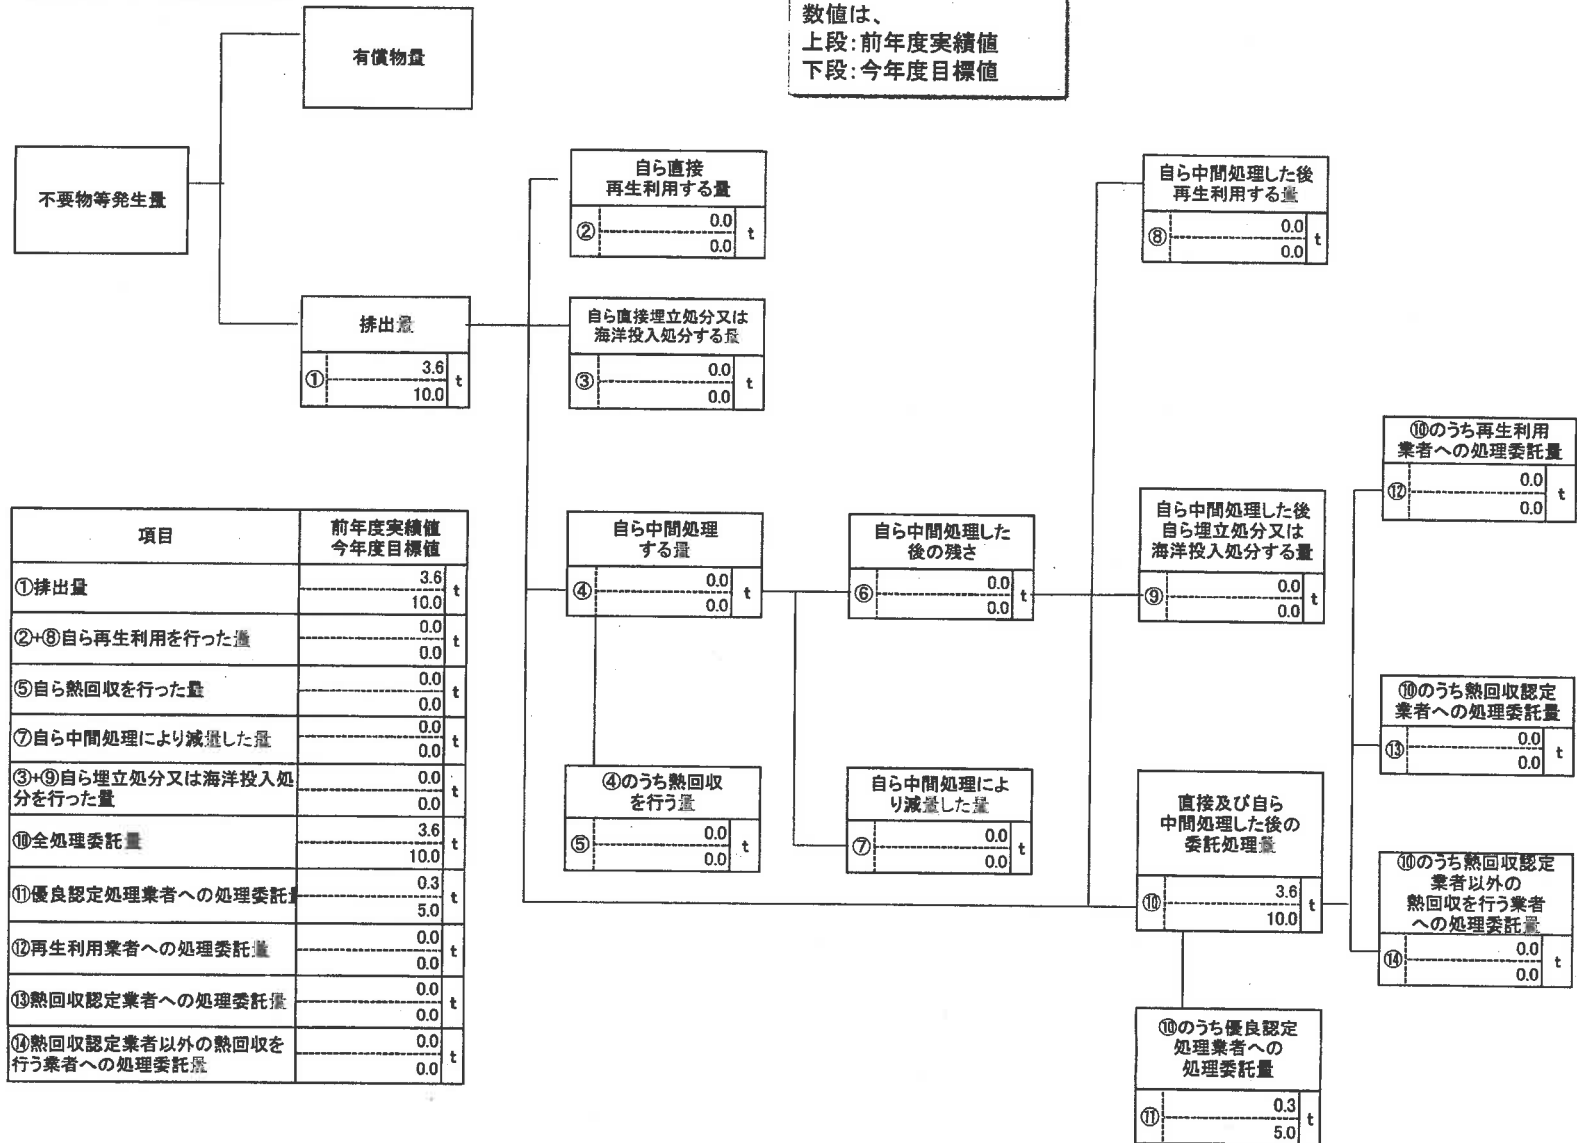 数値は、
上段：前年度実績値
下段：今年度目標値
有償物量
不要物等発生量
排出量
①
3.6
10.0
t
自ら直接
再生利用する量
②
0.0
0.0
t
自ら直接埋立処分又は
海洋投入処分する量
③
0.0
0.0
t
自ら中間処理
する量
④
0.0
0.0
t
④のうち熱回収
を行う量
⑤
0.0
0.0
t
自ら中間処理した
後の残さ
⑥
0.0
0.0
t
自ら中間処理によ
り減量した量
⑦
0.0
0.0
t
自ら中間処理した後
再生利用する量
⑧
0.0
0.0
t
自ら中間処理した後
自ら埋立処分又は
海洋投入処分する量
⑨
0.0
0.0
t
直接及び自ら
中間処理した後の
委託処理量
⑩
3.6
10.0
t
⑩のうち優良認定
処理業者への
処理委託量
⑪
0.3
5.0
t
⑩のうち再生利用
業者への処理委託量
⑫
0.0
0.0
t
⑩のうち熱回収認定
業者への処理委託量
⑬
0.0
0.0
t
⑩のうち熱回収認定
業者以外の
熱回収を行う業者
への処理委託量
⑭
0.0
0.0
t
項目
前年度実績値
今年度目標値
①排出量
3.6
10.0
t
②+⑧自ら再生利用を行った量
0.0
0.0
t
⑤自ら熱回収を行った量
0.0
0.0
t
⑦自ら中間処理により減量した量
0.0
0.0
t
③+⑨自ら埋立処分又は海洋投入処
分を行った量
0.0
0.0
t
⑩全処理委託量
3.6
10.0
t
⑪優良認定処理業者への処理委託量
0.3
5.0
t
⑫再生利用業者への処理委託量
0.0
0.0
t
⑬熱回収認定業者への処理委託量
0.0
0.0
t
⑭熱回収認定業者以外の熱回収を
行う業者への処理委託量
0.0
0.0
t